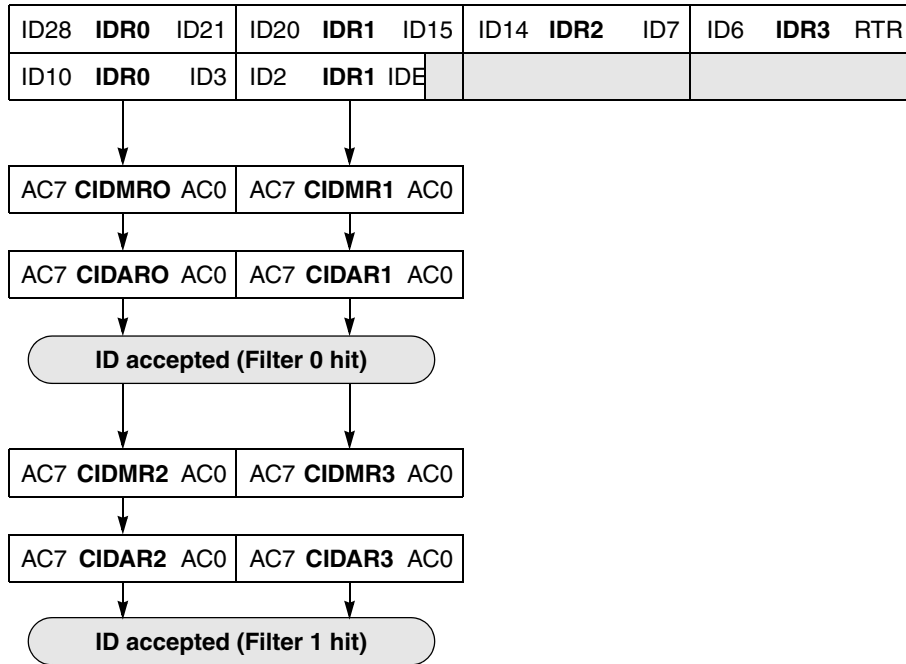 ID28 IDR0 ID21 ID20 IDR1 ID15 ID14 IDR2 ID7 ID6 IDR3 RTR
ID10 IDR0 ID3 ID2 IDR1 IDE
AC7 CIDMRO AC0 AC7 CIDMR1 AC0
AC7 CIDARO AC0 AC7 CIDAR1 AC0
ID accepted (Filter 0 hit)
AC7 CIDMR2 AC0 AC7 CIDMR3 AC0
AC7 CIDAR2 AC0 AC7 CIDAR3 AC0
ID accepted (Filter 1 hit)